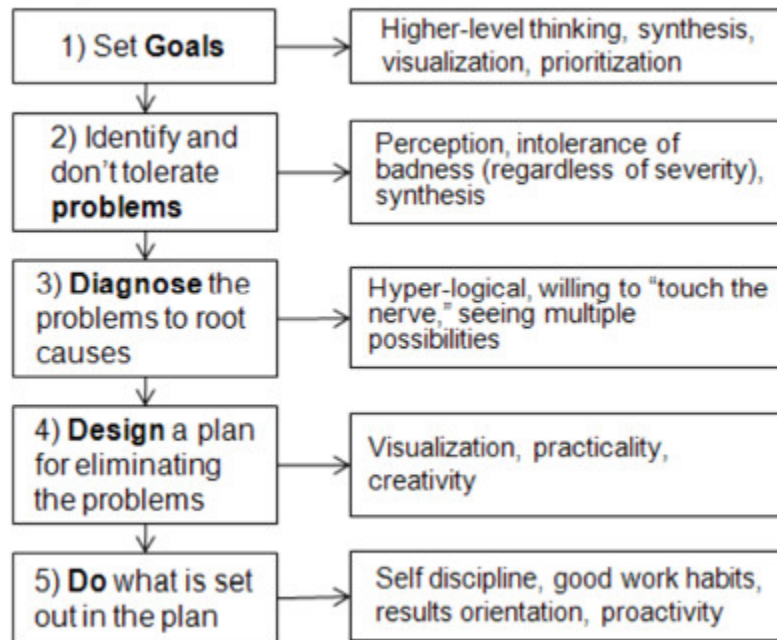 1) Set Goals
Higher-level thinking, synthesis,
visualization, prioritization
2) Identify and
don't tolerate
problems
Perception, intolerance of
badness (regardless of severity),
synthesis
3) Diagnose the
problems to root
causes
Hyper-logical, willing to “touch the
nerve,” seeing multiple
possibilities
4) Design a plan
for eliminating
the problems
Visualization, practicality,
creativity
5) Do what is set
out in the plan
Self discipline, good work habits,
results orientation, proactivity